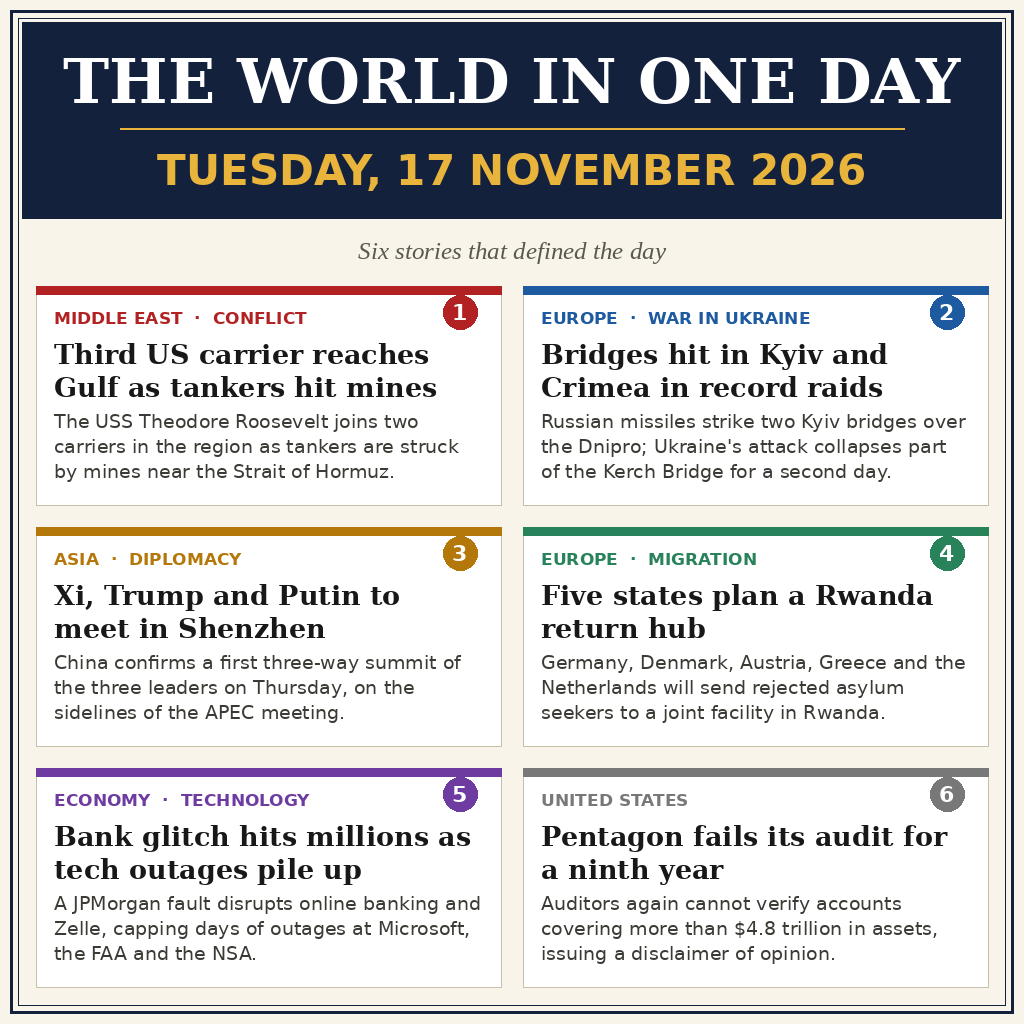 THE WORLD IN ONE DAY
TUESDAY, 17 NOVEMBER 2026
Six stories that defined the day
MIDDLE EAST · CONFLICT
1
Third US carrier reaches
Gulf as tankers hit mines
The USS Theodore Roosevelt joins two
carriers in the region as tankers are struck
by mines near the Strait of Hormuz.
EUROPE · WAR IN UKRAINE
2
Bridges hit in Kyiv and
Crimea in record raids
Russian missiles strike two Kyiv bridges over
the Dnipro; Ukraine's attack collapses part
of the Kerch Bridge for a second day.
ASIA · DIPLOMACY
3
Xi, Trump and Putin to
meet in Shenzhen
China confirms a first three-way summit of
the three leaders on Thursday, on the
sidelines of the APEC meeting.
EUROPE · MIGRATION
4
Five states plan a Rwanda
return hub
Germany, Denmark, Austria, Greece and the
Netherlands will send rejected asylum
seekers to a joint facility in Rwanda.
ECONOMY · TECHNOLOGY
5
Bank glitch hits millions as
tech outages pile up
A JPMorgan fault disrupts online banking and
Zelle, capping days of outages at Microsoft,
the FAA and the NSA.
UNITED STATES
6
Pentagon fails its audit for
a ninth year
Auditors again cannot verify accounts
covering more than $4.8 trillion in assets,
issuing a disclaimer of opinion.